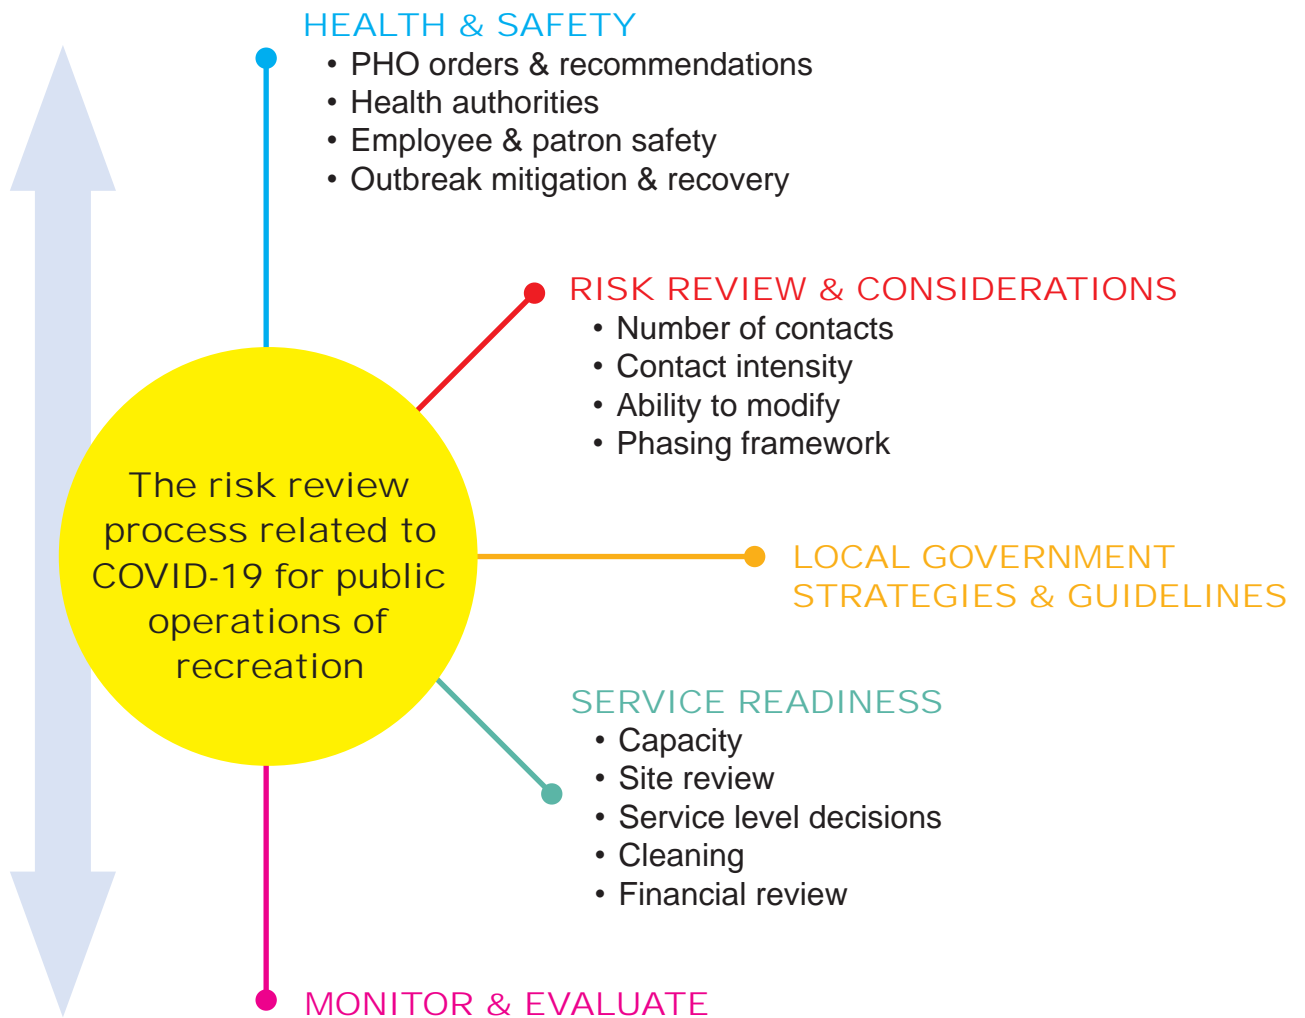 HEALTH & SAFETY
• PHO orders & recommendations
• Health authorities
• Employee & patron safety
• Outbreak mitigation & recovery
RISK REVIEW & CONSIDERATIONS
• Number of contacts
• Contact intensity
• Ability to modify
• Phasing framework
The risk review
process related to
COVID-19 for public
operations of
recreation
LOCAL GOVERNMENT
STRATEGIES & GUIDELINES
SERVICE READINESS
• Capacity
• Site review
• Service level decisions
• Cleaning
• Financial review
MONITOR & EVALUATE